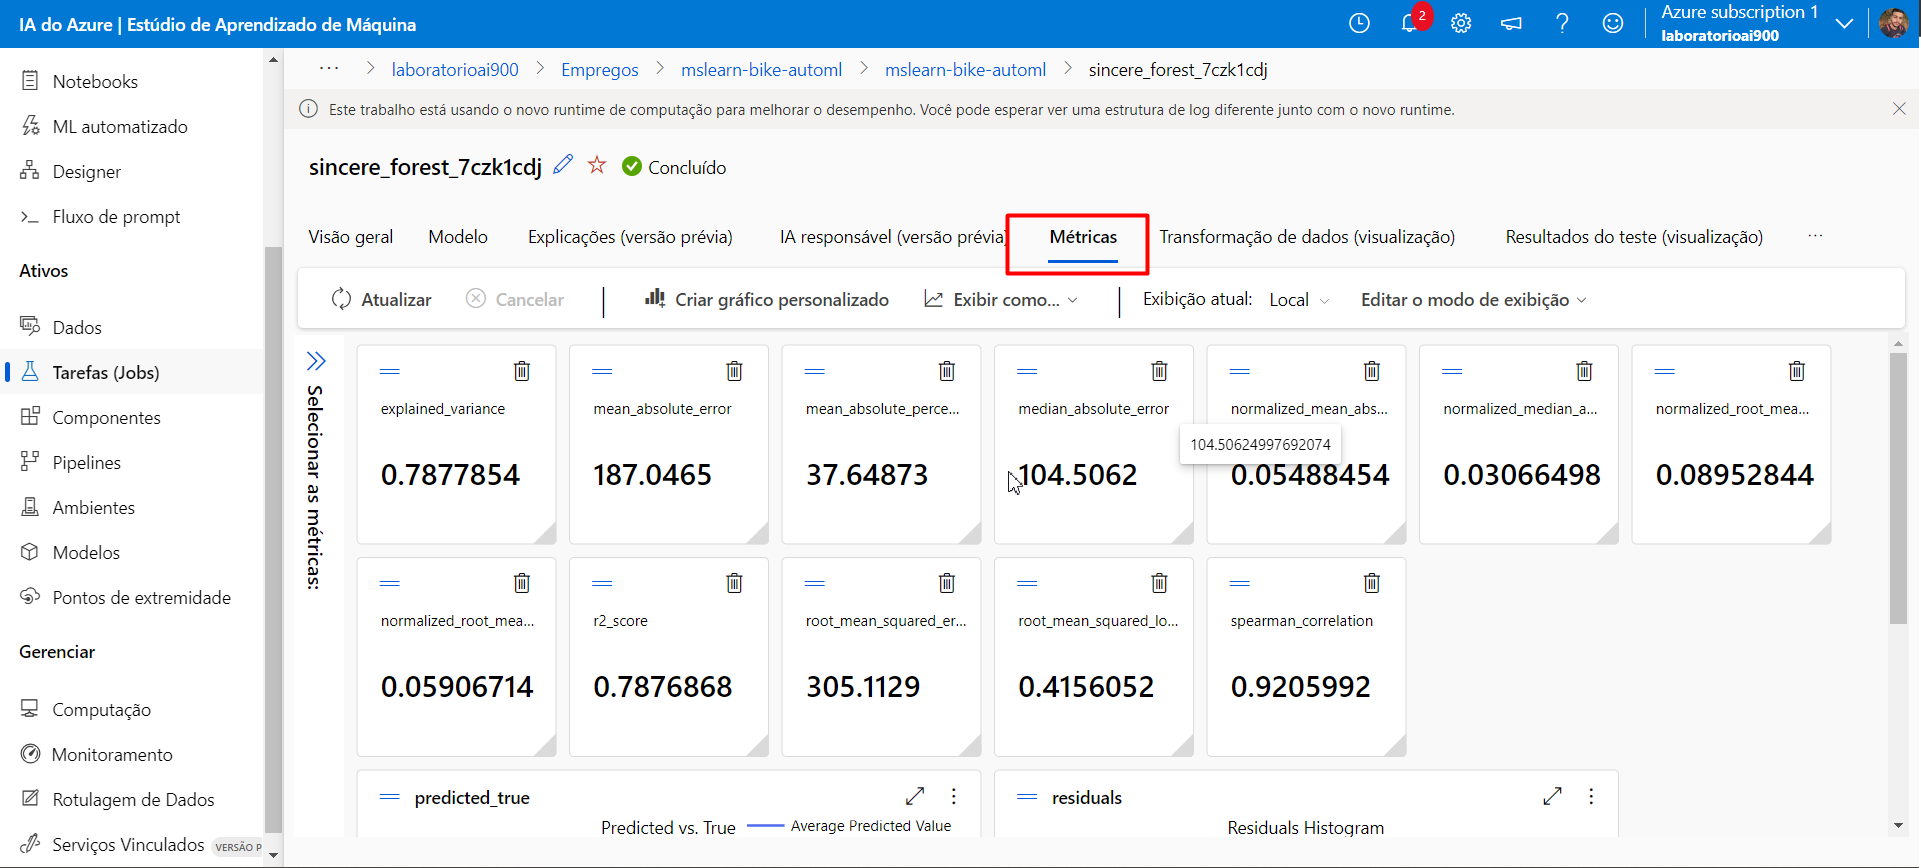 IA do Azure | Estúdio de Aprendizado de Máquina
2
Azure subscription 1
laboratorioai900
Notebooks
ML automatizado
Designer
Fluxo de prompt
Ativos
Dados
Tarefas (Jobs)
Componentes
Pipelines
Ambientes
Modelos
Pontos de extremidade
Gerenciar
Computação
Monitoramento
Rotulagem de Dados
Serviços Vinculados VERSÃO P
... > laboratorioai900 > Empregos > mslearn-bike-automl > mslearn-bike-automl > sincere_forest_7czk1cdj
Este trabalho está usando o novo runtime de computação para melhorar o desempenho. Você pode esperar ver uma estrutura de log diferente junto com o novo runtime.
sincere_forest_7czk1cdj Concluído
Visão geral Modelo Explicações (versão prévia) IA responsável (versão prévia) Métricas Transformação de dados (visualização) Resultados do teste (visualização) ...
Atualizar Cancelar | Criar gráfico personalizado Exibir como... | Exibição atual: Local Editar o modo de exibição
Selecionar as métricas:
explained_variance
0.7877854
mean_absolute_error
187.0465
mean_absolute_perce...
37.64873
median_absolute_error
104.5062
104.50624997692074
normalized_mean_abs...
0.05488454
normalized_median_a...
0.03066498
normalized_root_mea...
0.08952844
normalized_root_mea...
0.05906714
r2_score
0.7876868
root_mean_squared_er...
305.1129
root_mean_squared_lo...
0.4156052
spearman_correlation
0.9205992
predicted_true
Predicted vs. True Average Predicted Value
residuals
Residuals Histogram